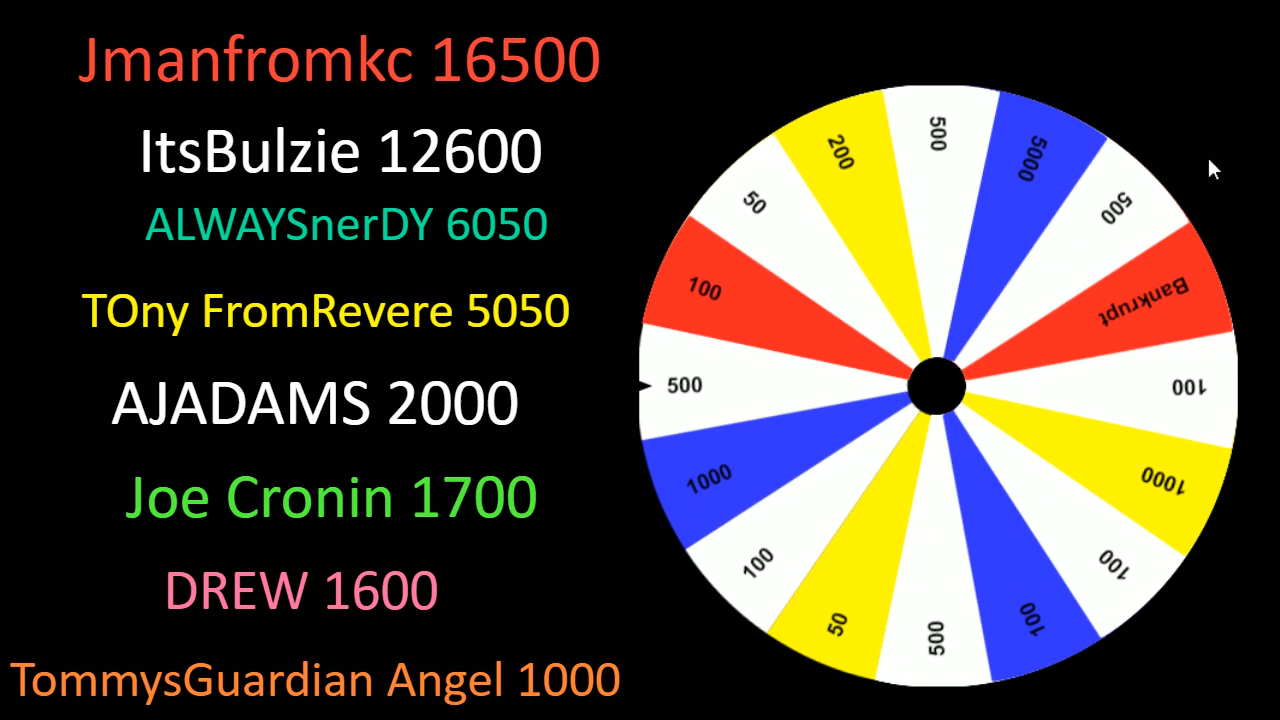 Jmanfromkc 16500
ItsBulzie 12600
ALWAYSnerDY 6050
TOny FromRevere 5050
AJADAMS 2000
Joe Cronin 1700
DREW 1600
TommysGuardian Angel 1000
500
5000
500
Bankrupt
100
1000
100
100
500
50
100
1000
500
100
50
200